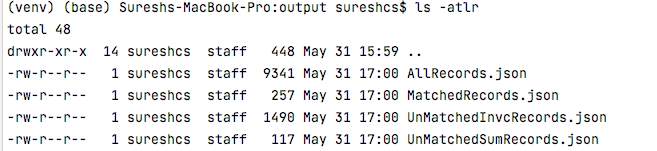 (venv) (base) Sureshs-MacBook-Pro:output sureshcs$ ls -atlr
total 48
drwxr-xr-x  14 sureshcs  staff   448 May 31 15:59 ..
-rw-r--r--   1 sureshcs  staff  9341 May 31 17:00 AllRecords.json
-rw-r--r--   1 sureshcs  staff   257 May 31 17:00 MatchedRecords.json
-rw-r--r--   1 sureshcs  staff  1490 May 31 17:00 UnMatchedInvcRecords.json
-rw-r--r--   1 sureshcs  staff   117 May 31 17:00 UnMatchedSumRecords.json